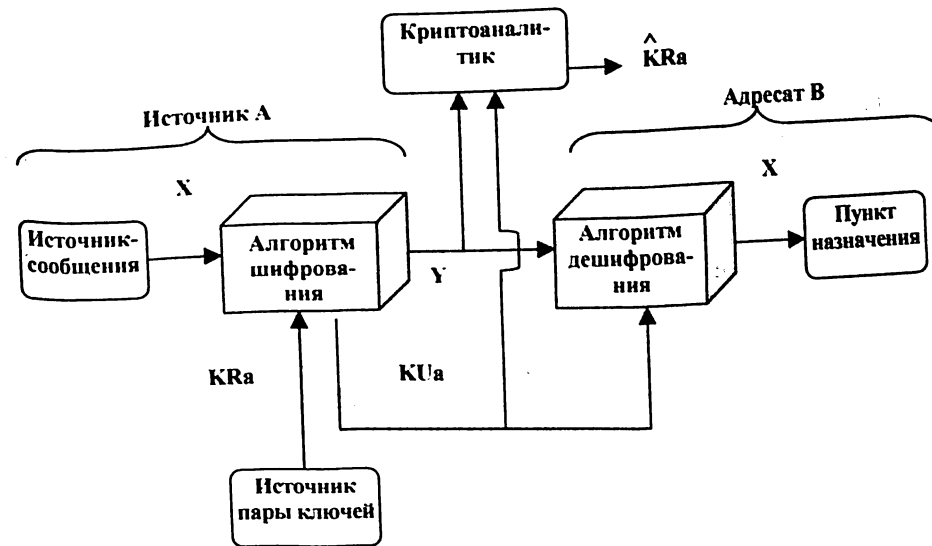 Криптоанали-
тик
^
KRa
Источник A
Адресат B
X
X
Источник-
сообщения
Алгоритм
шифрова-
ния
Y
Алгоритм
дешифрова-
ния
Пункт
назначения
KRa
KUa
Источник
пары ключей